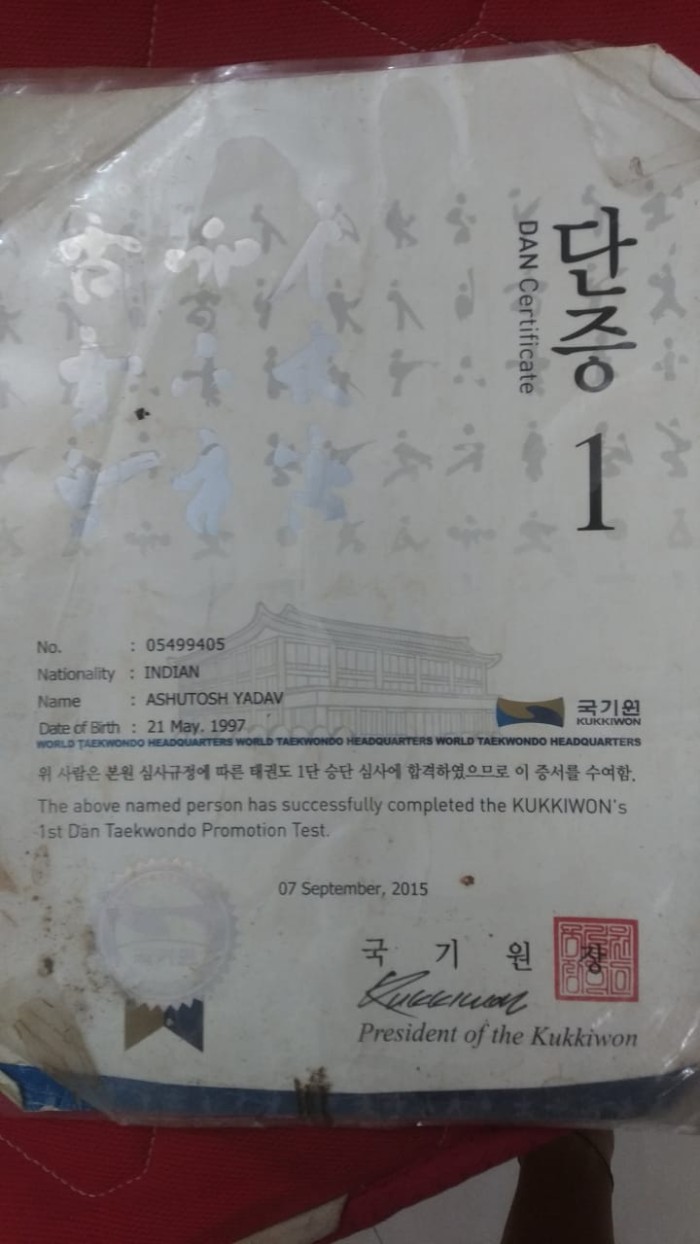 단증
DAN Certificate
1
No. : 05499405
Nationality : INDIAN
Name : ASHUTOSH YADAV
Date of Birth : 21 May. 1997
국기원
KUKKIWON
WORLD TAEKWONDO HEADQUARTERS WORLD TAEKWONDO HEADQUARTERS WORLD TAEKWONDO HEADQUARTERS
위 사람은 본원 심사규정에 따른 태권도 1단 승단 심사에 합격하였으므로 이 증서를 수여함.
The above named person has successfully completed the KUKKIWON's
1st Dan Taekwondo Promotion Test.
07 September, 2015
국 기 원 장
Kukkiwon
President of the Kukkiwon